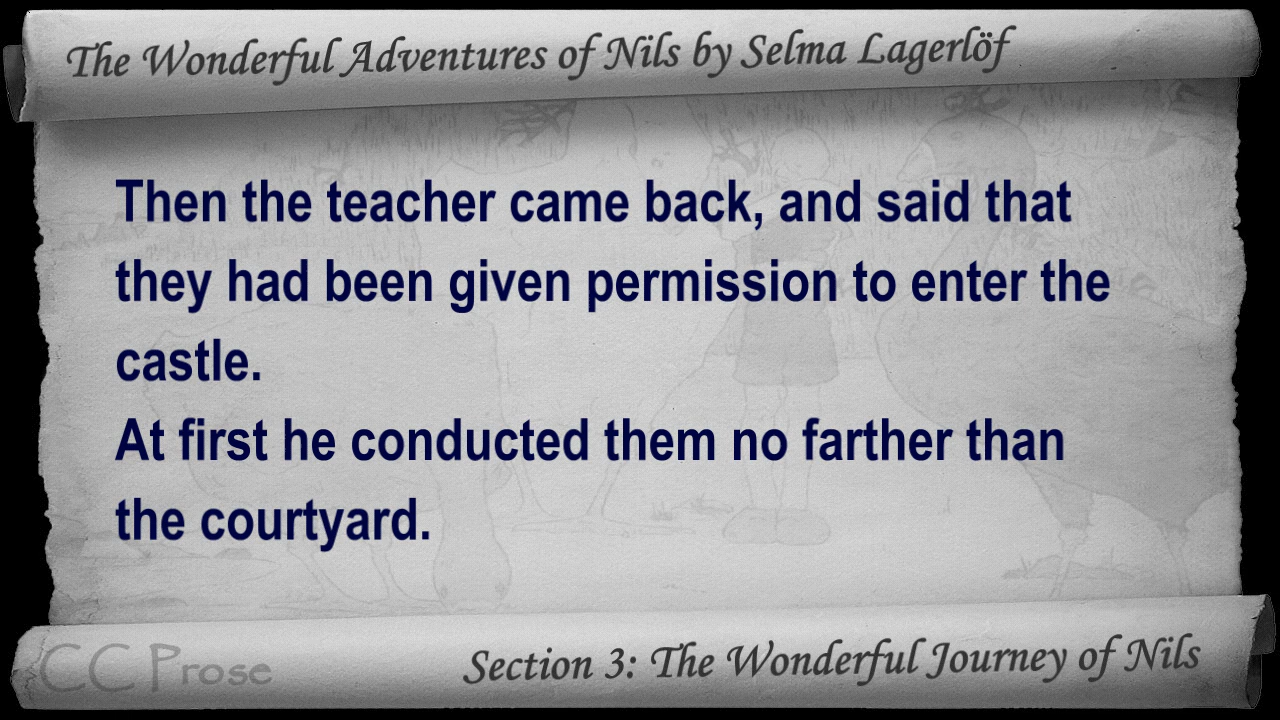 The Wonderful Adventures of Nils by Selma Lagerlöf
Then the teacher came back, and said that
they had been given permission to enter the
castle.
At first he conducted them no farther than
the courtyard.
CC Prose
Section 3: The Wonderful Journey of Nils